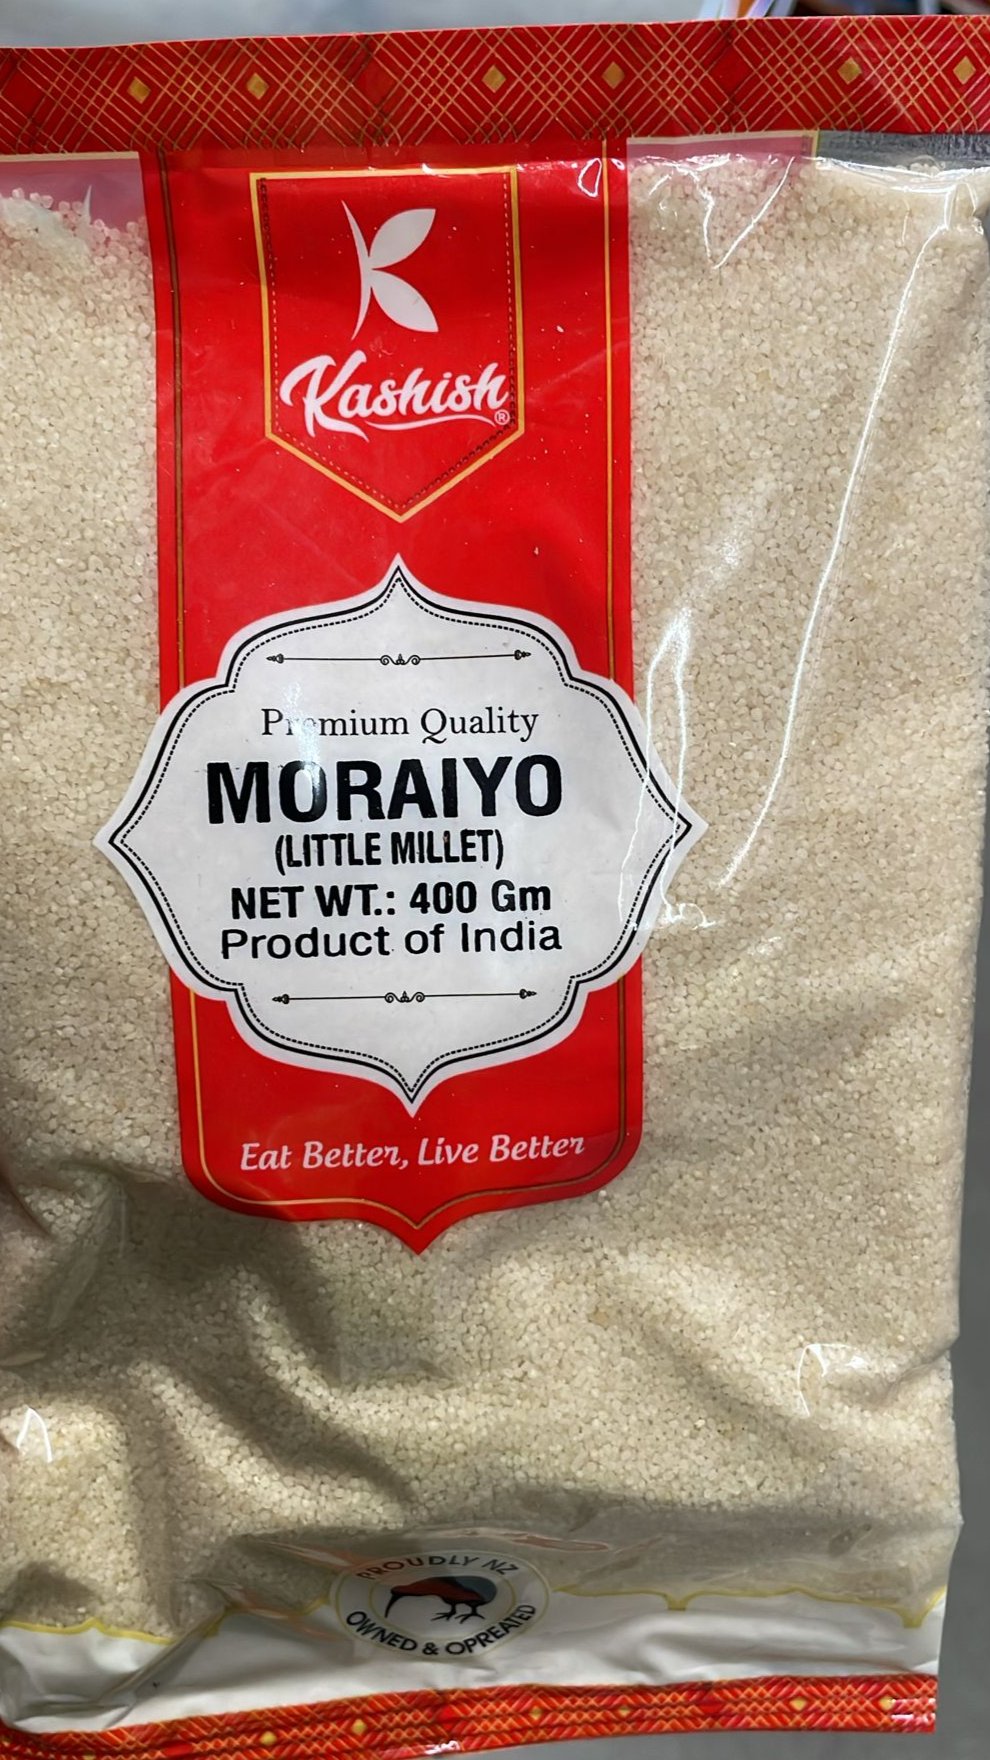 Kashish®
Premium Quality
MORAIYO
(LITTLE MILLET)
NET WT.: 400 Gm
Product of India
Eat Better, Live Better
PROUDLY NZ
OWNED & OPREATED